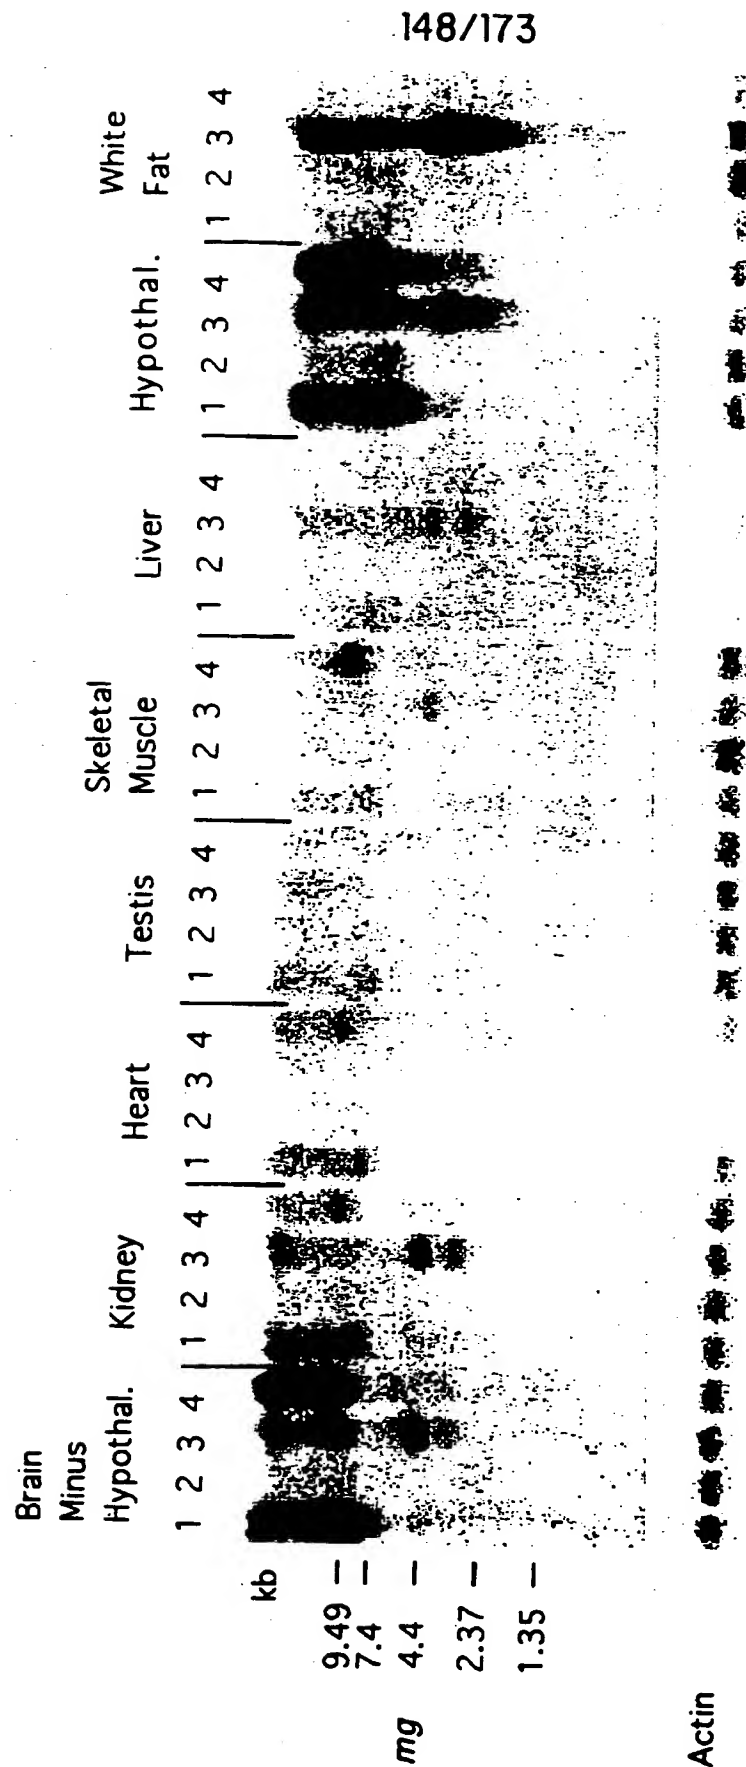 148/173
Brain Minus Hypothal.
1 2 3 4
Kidney
1 2 3 4
Heart
1 2 3 4
Testis
1 2 3 4
Skeletal Muscle
1 2 3 4
Liver
1 2 3 4
Hypothal.
1 2 3 4
White Fat
1 2 3 4
kb
9.49 –
7.4 –
4.4 –
2.37 –
1.35 –
mg
Actin